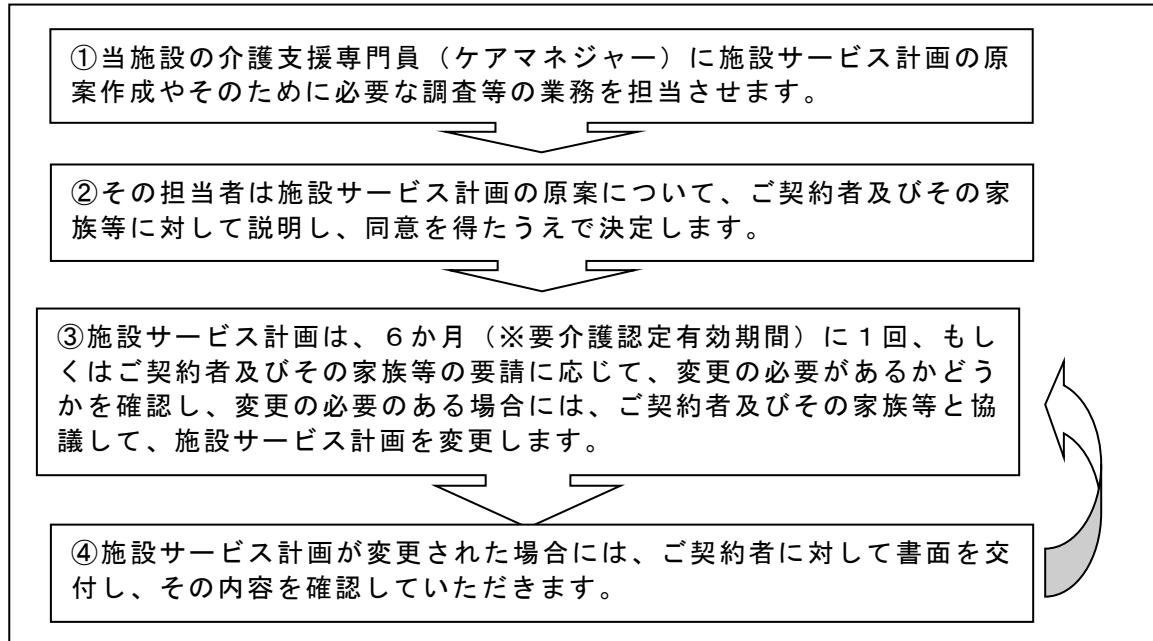 ①当施設の介護支援専門員（ケアマネジャー）に施設サービス計画の原
案作成やそのために必要な調査等の業務を担当させます。
②その担当者は施設サービス計画の原案について、ご契約者及びその家
族等に対して説明し、同意を得たうえで決定します。
③施設サービス計画は、６か月（※要介護認定有効期間）に１回、もし
くはご契約者及びその家族等の要請に応じて、変更の必要があるかどう
かを確認し、変更の必要のある場合には、ご契約者及びその家族等と協
議して、施設サービス計画を変更します。
④施設サービス計画が変更された場合には、ご契約者に対して書面を交
付し、その内容を確認していただきます。